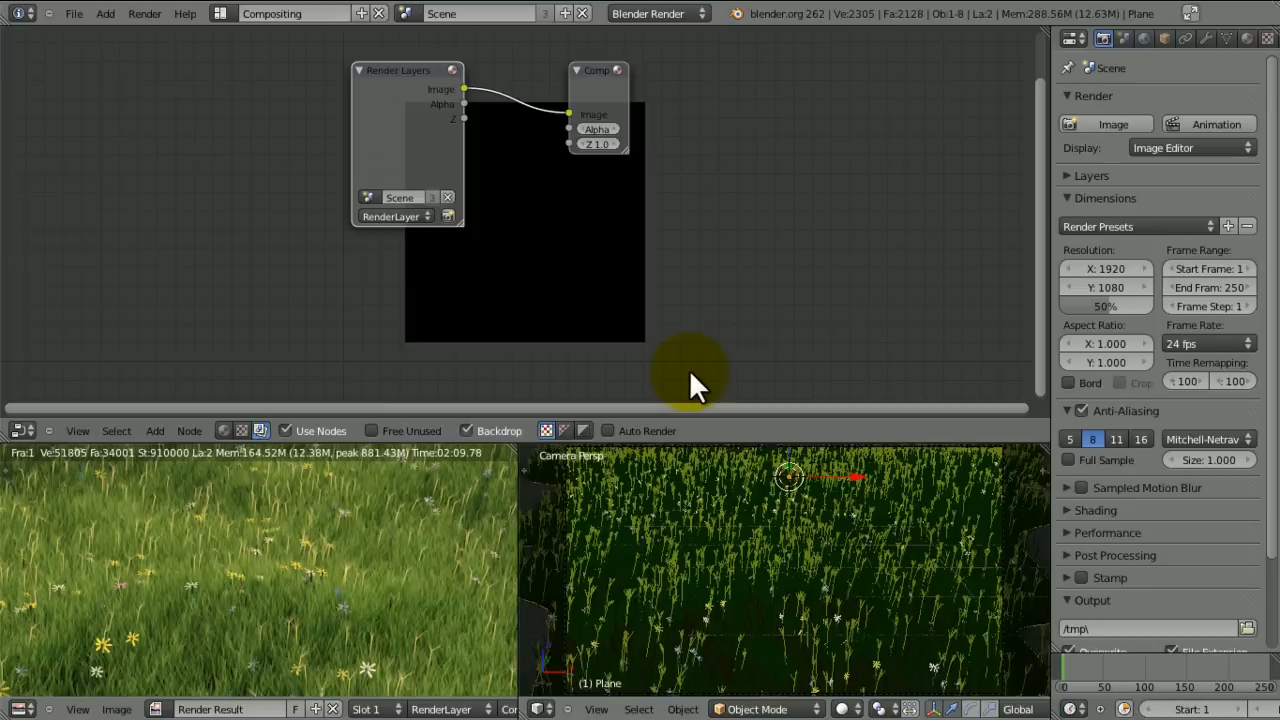 File Add Render Help Compositing Scene 3 Blender Render blender.org 262 | Ve:2305 | Fa:2128 | Ob:1-8 | La:2 | Mem:288.56M (12.63M) | Plane
Render Layers
Image
Alpha
Z
Scene 3
RenderLayer
Comp
Image
Alpha
Z 1.0
View Select Add Node Use Nodes Free Unused Backdrop Auto Render
Fra:1 Ve:51805 Fa:34001 St:910000 La:2 Mem:164.52M (12.38M, peak 881.43M) Time:02:09.78
View Image Render Result F Slot 1 RenderLayer
Camera Persp
(1) Plane
View Select Object Object Mode Global
Scene
Render
Image Animation
Display: Image Editor
Layers
Dimensions
Render Presets
Resolution: Frame Range:
X: 1920 Start Frame: 1
Y: 1080 End Fram: 250
50% Frame Step: 1
Aspect Ratio: Frame Rate:
X: 1.000 24 fps
Y: 1.000 Time Remapping:
Bord Crop : 100 : 100
Anti-Aliasing
5 8 11 16 Mitchell-Netrav
Full Sample Size: 1.000
Sampled Motion Blur
Shading
Performance
Post Processing
Stamp
Output
/tmp\
0 50 100 150 200 250
Start: 1